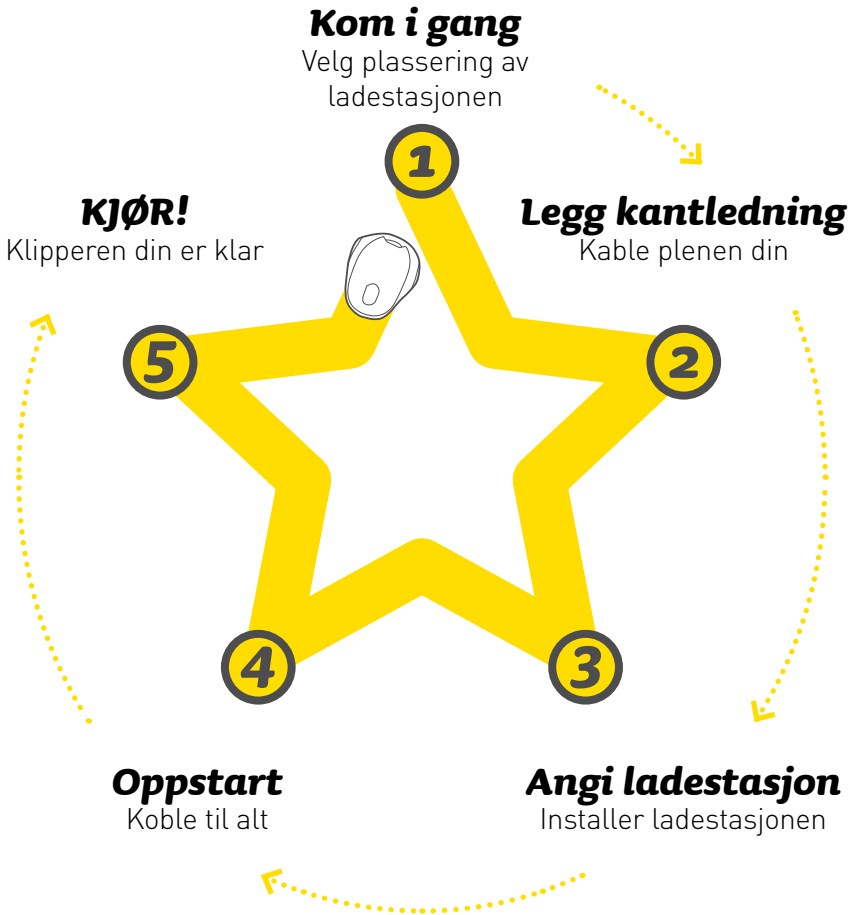 Kom i gang
Velg plassering av
ladestasjonen
1
Legg kantledning
Kable plenen din
2
Angi ladestasjon
Installer ladestasjonen
3
Oppstart
Koble til alt
4
KJØR!
Klipperen din er klar
5